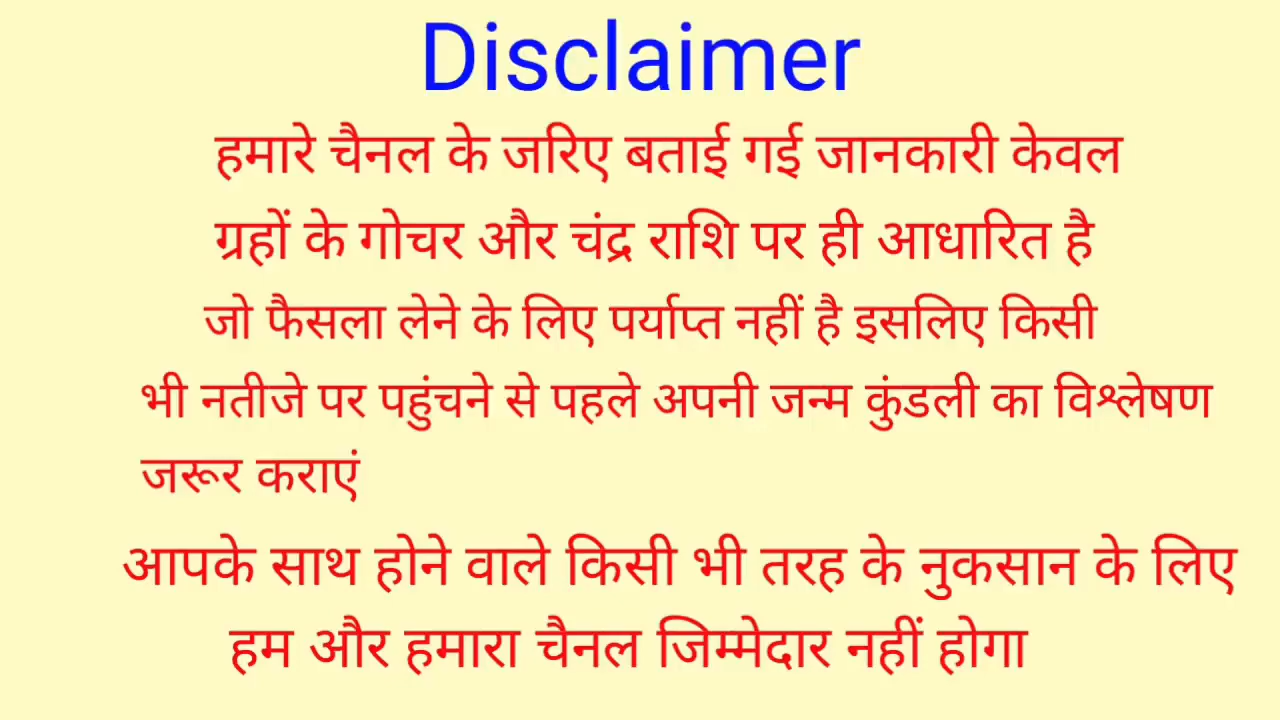 Disclaimer
हमारे चैनल के जरिए बताई गई जानकारी केवल
ग्रहों के गोचर और चंद्र राशि पर ही आधारित है
जो फैसला लेने के लिए पर्याप्त नहीं है इसलिए किसी
भी नतीजे पर पहुंचने से पहले अपनी जन्म कुंडली का विश्लेषण
जरूर कराएं
आपके साथ होने वाले किसी भी तरह के नुकसान के लिए
हम और हमारा चैनल जिम्मेदार नहीं होगा